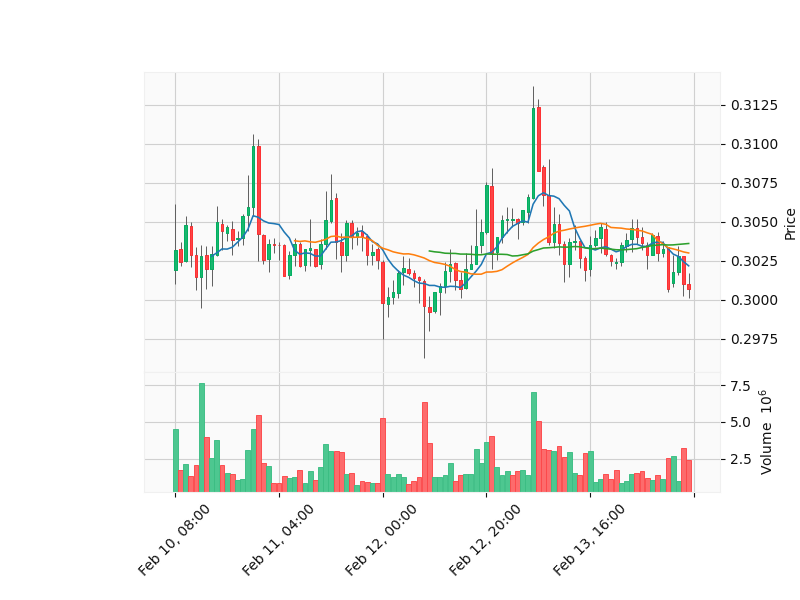 0.3125
0.3100
0.3075
0.3050
0.3025
0.3000
0.2975
Price
7.5
5.0
2.5
Volume 10^6
Feb 10, 08:00
Feb 11, 04:00
Feb 12, 00:00
Feb 12, 20:00
Feb 13, 16:00